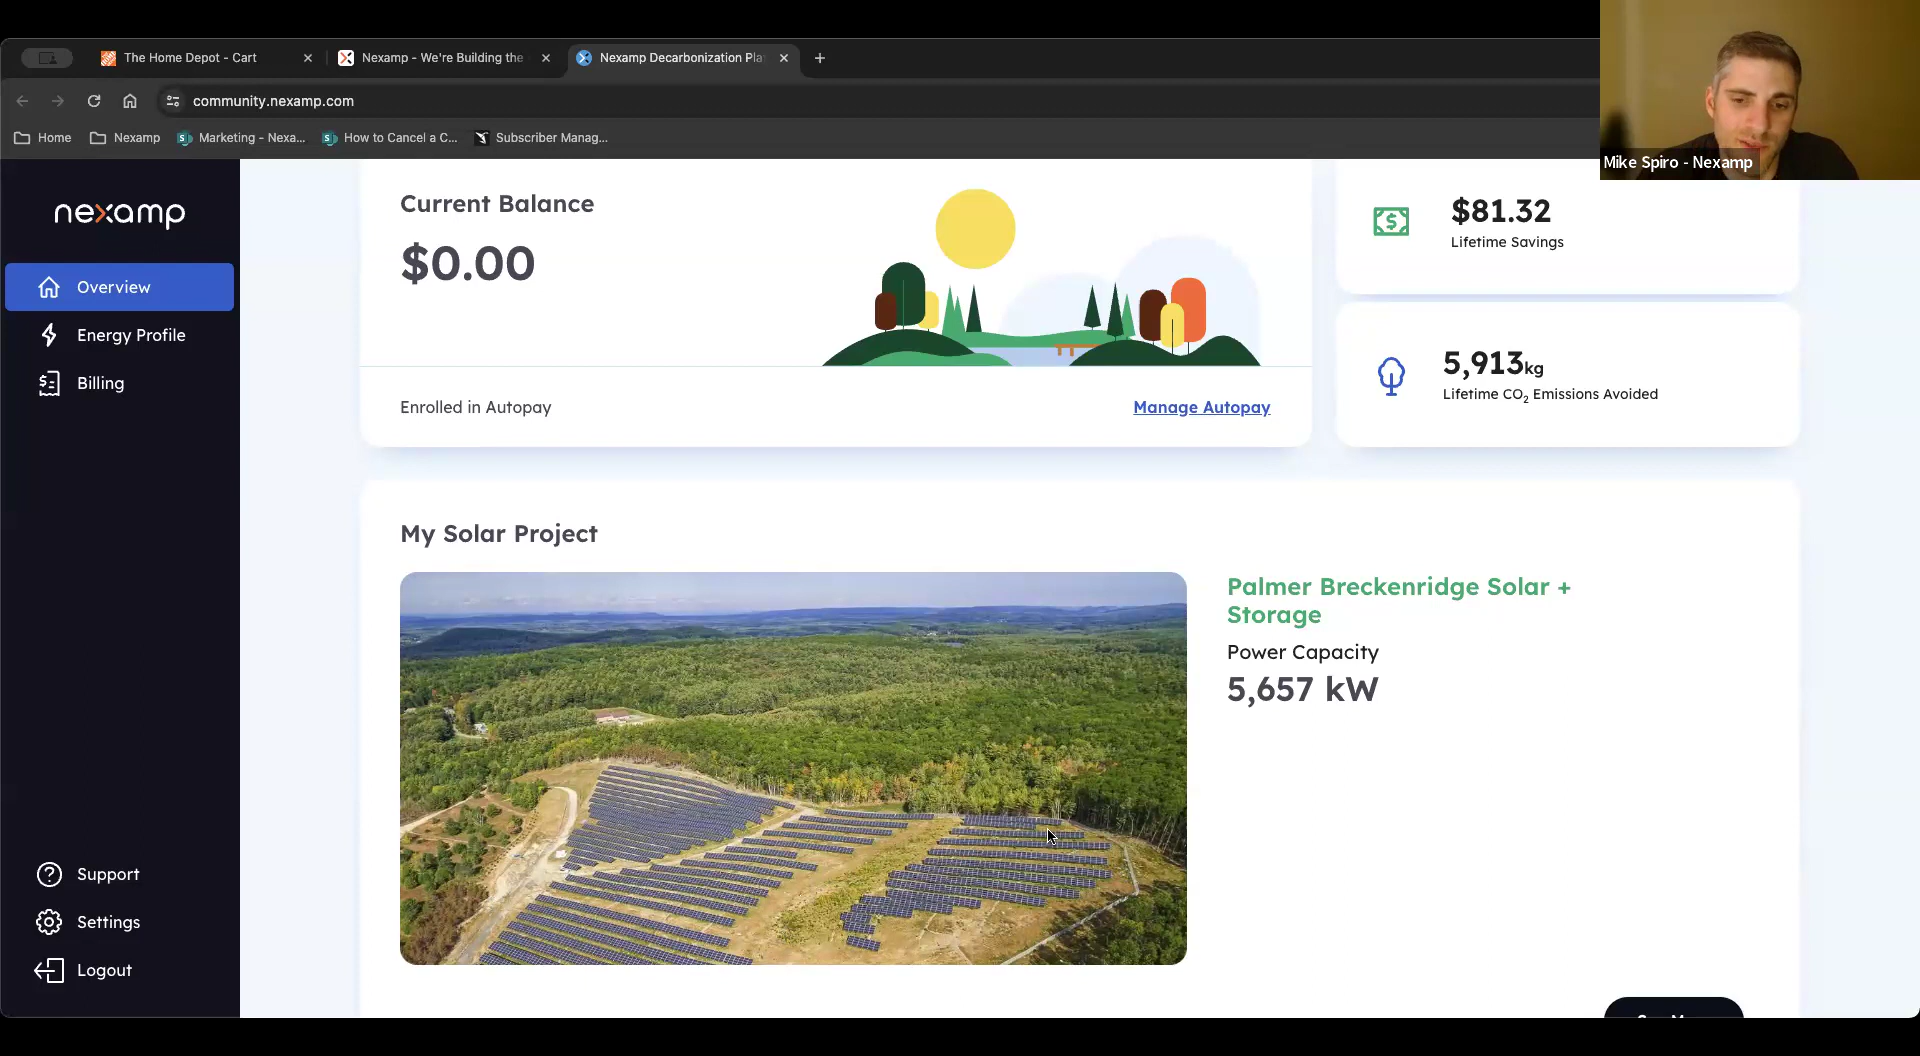 The Home Depot - Cart
Nexamp - We're Building the
Nexamp Decarbonization Pla
community.nexamp.com
Home
Nexamp
Marketing - Nexa...
How to Cancel a C...
Subscriber Manag...
Mike Spiro - Nexamp
nexamp
Overview
Energy Profile
Billing
Support
Settings
Logout
Current Balance
$0.00
Enrolled in Autopay
Manage Autopay
$81.32
Lifetime Savings
5,913kg
Lifetime CO2 Emissions Avoided
My Solar Project
Palmer Breckenridge Solar +
Storage
Power Capacity
5,657 kW